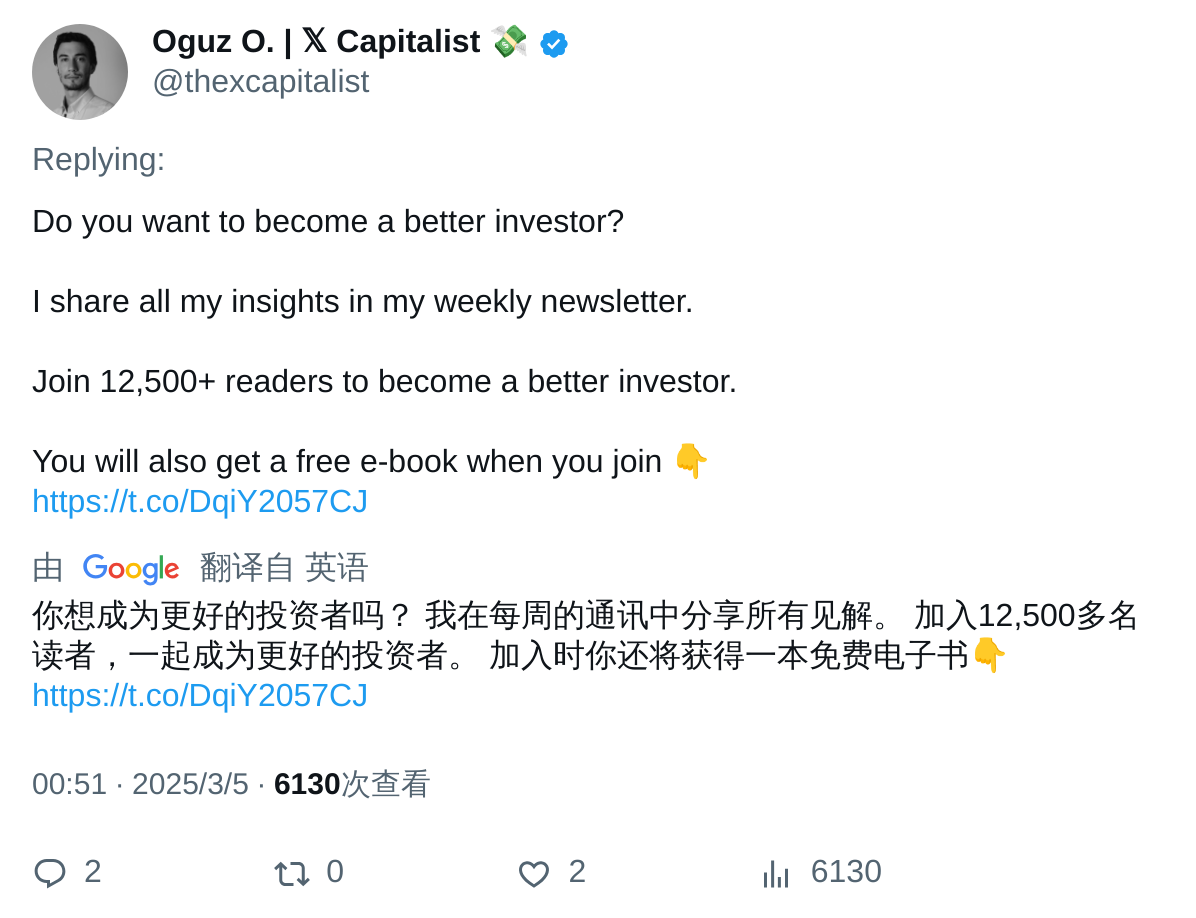 Oguz O. | 𝕏 Capitalist 💸
@thexcapitalist
Replying:
Do you want to become a better investor?
I share all my insights in my weekly newsletter.
Join 12,500+ readers to become a better investor.
You will also get a free e-book when you join 👇
https://t.co/DqiY2057CJ
由 Google 翻译自 英语
你想成为更好的投资者吗？ 我在每周的通讯中分享所有见解。 加入12,500多名
读者，一起成为更好的投资者。 加入时你还将获得一本免费电子书👇
https://t.co/DqiY2057CJ
00:51 · 2025/3/5 · 6130次查看
2 0 2 6130